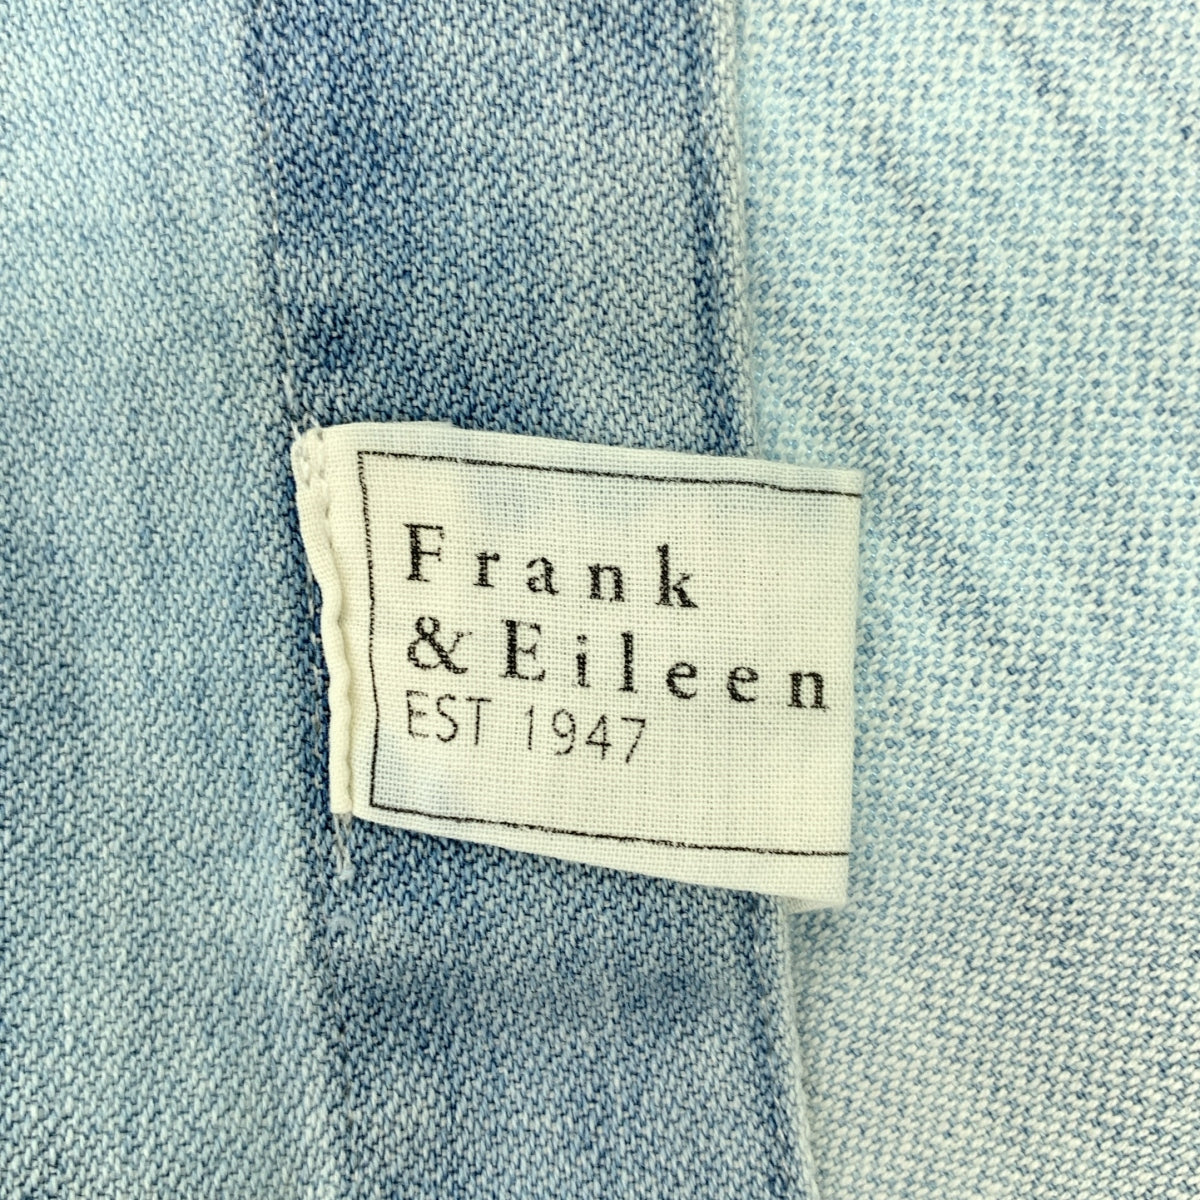 Frank
& Eileen
EST 1947